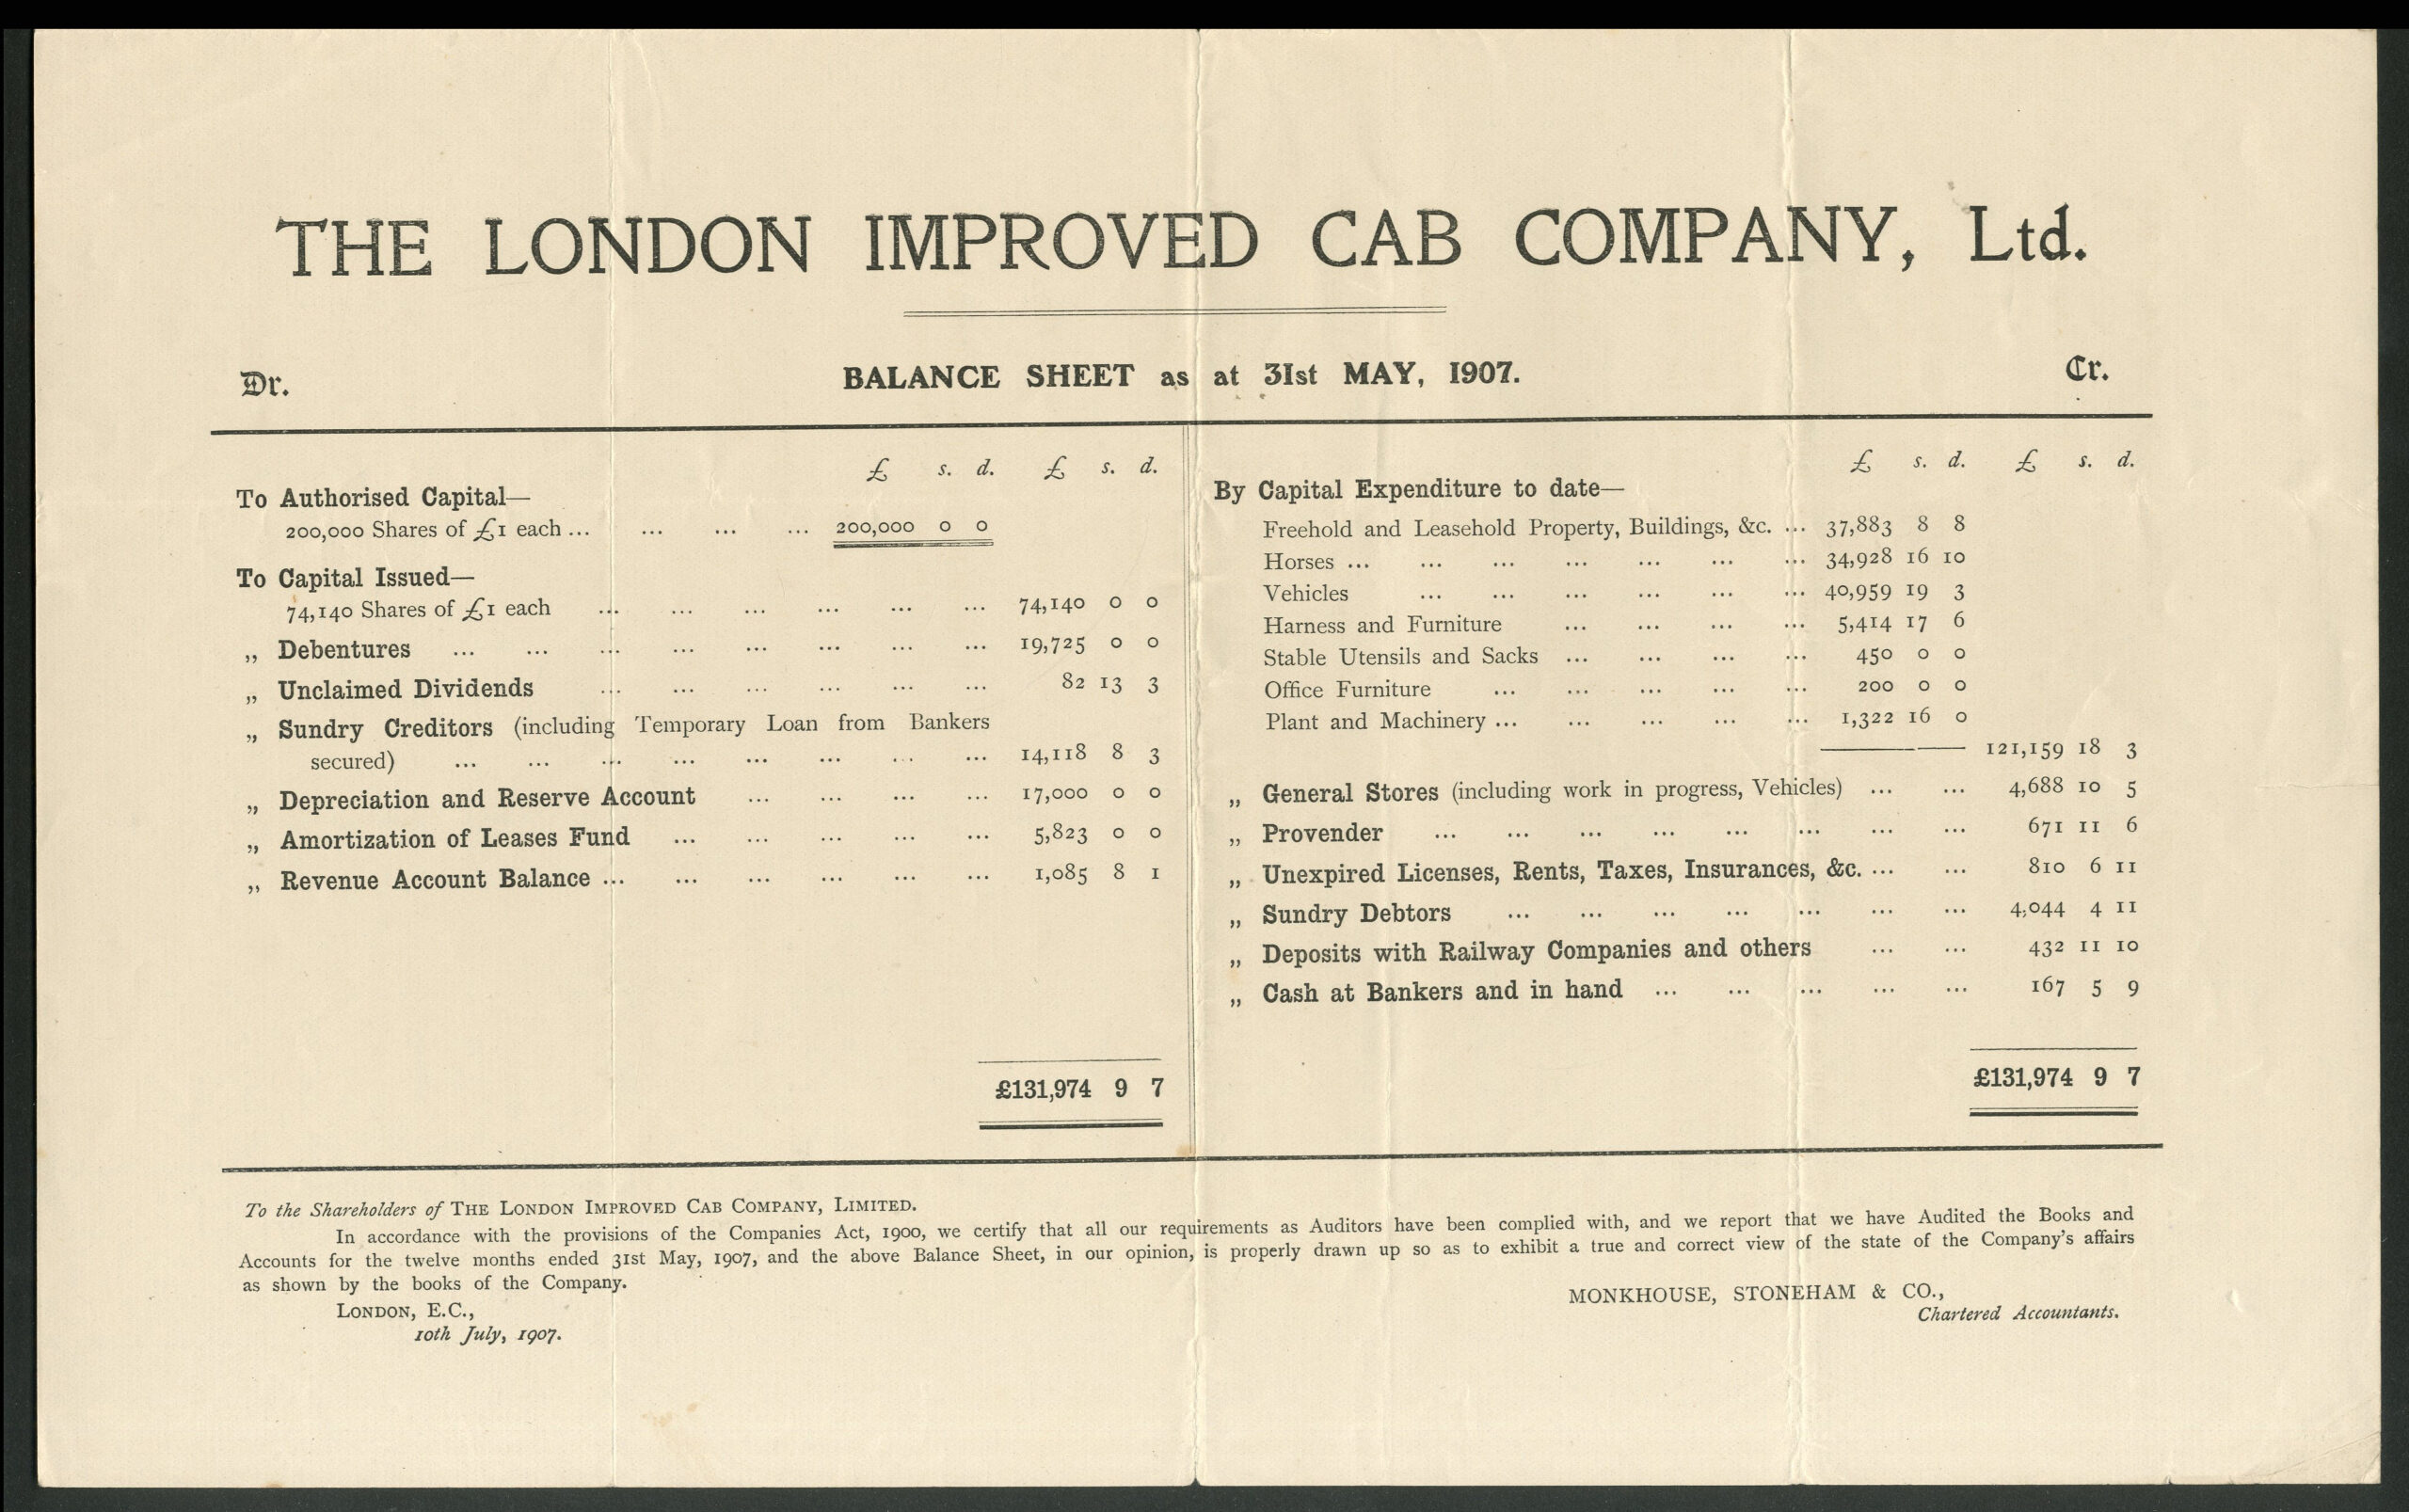 THE LONDON IMPROVED CAB COMPANY, Ltd.
Dr.
BALANCE SHEET as at 31st MAY, 1907.
Cr.
£ s. d. £ s. d.
To Authorised Capital—
200,000 Shares of £1 each ... ... ... ... 200,000 0 0
To Capital Issued—
74,140 Shares of £1 each ... ... ... ... ... ... 74,140 0 0
„ Debentures ... ... ... ... ... ... ... ... 19,725 0 0
„ Unclaimed Dividends ... ... ... ... ... ... 82 13 3
„ Sundry Creditors (including Temporary Loan from Bankers
secured) ... ... ... ... ... ... ... ... 14,118 8 3
„ Depreciation and Reserve Account ... ... ... ... 17,000 0 0
„ Amortization of Leases Fund ... ... ... ... ... 5,823 0 0
„ Revenue Account Balance ... ... ... ... ... ... 1,085 8 1
£131,974 9 7
£ s. d. £ s. d.
By Capital Expenditure to date—
Freehold and Leasehold Property, Buildings, &c. ... 37,883 8 8
Horses ... ... ... ... ... ... ... 34,928 16 10
Vehicles ... ... ... ... ... ... 40,959 19 3
Harness and Furniture ... ... ... ... 5,414 17 6
Stable Utensils and Sacks ... ... ... ... 450 0 0
Office Furniture ... ... ... ... ... 200 0 0
Plant and Machinery ... ... ... ... ... 1,322 16 0
121,159 18 3
„ General Stores (including work in progress, Vehicles) ... ... 4,688 10 5
„ Provender ... ... ... ... ... ... ... ... 671 11 6
„ Unexpired Licenses, Rents, Taxes, Insurances, &c. ... ... 810 6 11
„ Sundry Debtors ... ... ... ... ... ... ... 4,044 4 11
„ Deposits with Railway Companies and others ... ... 432 11 10
„ Cash at Bankers and in hand ... ... ... ... ... 167 5 9
£131,974 9 7
To the Shareholders of THE LONDON IMPROVED CAB COMPANY, LIMITED.
In accordance with the provisions of the Companies Act, 1900, we certify that all our requirements as Auditors have been complied with, and we report that we have Audited the Books and
Accounts for the twelve months ended 31st May, 1907, and the above Balance Sheet, in our opinion, is properly drawn up so as to exhibit a true and correct view of the state of the Company's affairs
as shown by the books of the Company.
LONDON, E.C.,
10th July, 1907.
MONKHOUSE, STONEHAM & CO.,
Chartered Accountants.